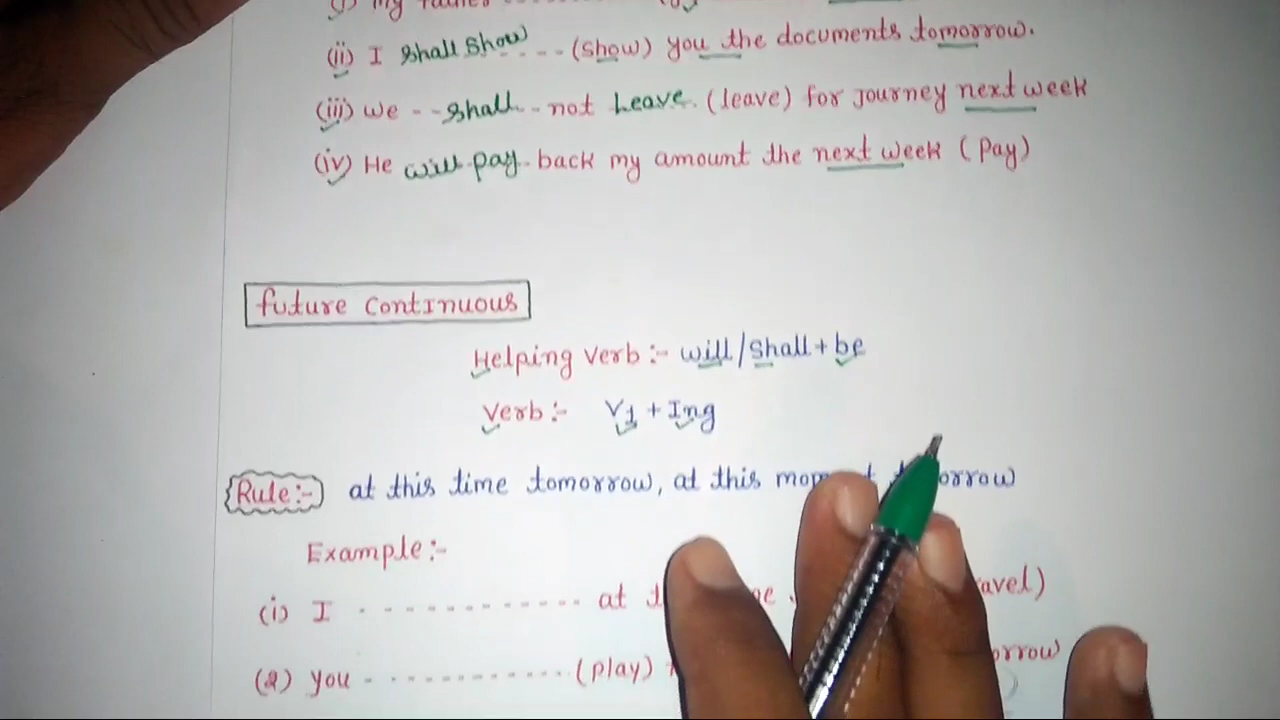 (i) My father
(ii) I shall show (show) you the documents tomorrow.
(iii) we -- shall - not Leave. (leave) for Journey next week
(iv) He will pay - back my amount the next week (Pay)
Future Continuous
Helping Verb :- will/shall + be
Verb :- V1 + Ing
Rule:- at this time tomorrow, at this
Example:-
(i) I ------------ at
(2) you ------------ (play)